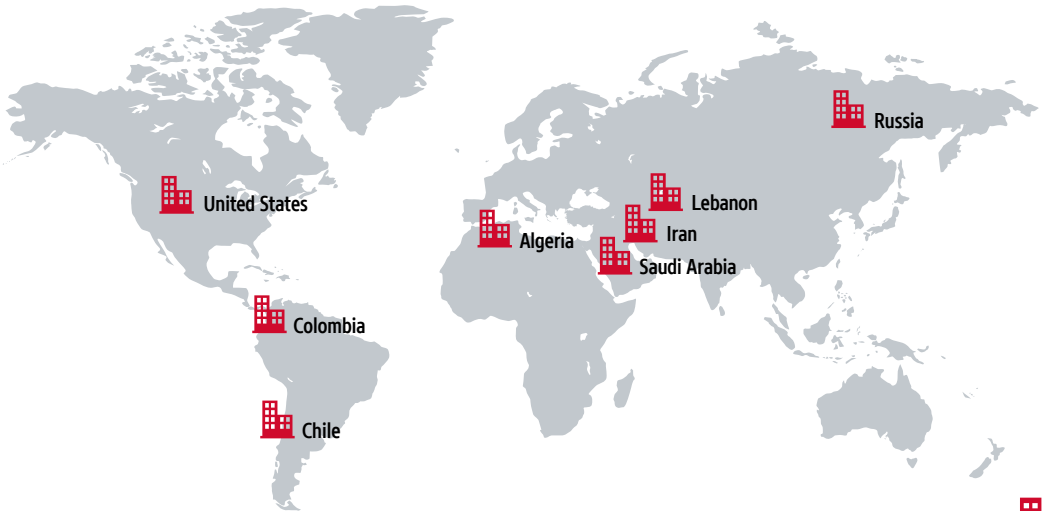 Russia
United States
Lebanon
Iran
Algeria
Saudi Arabia
Colombia
Chile